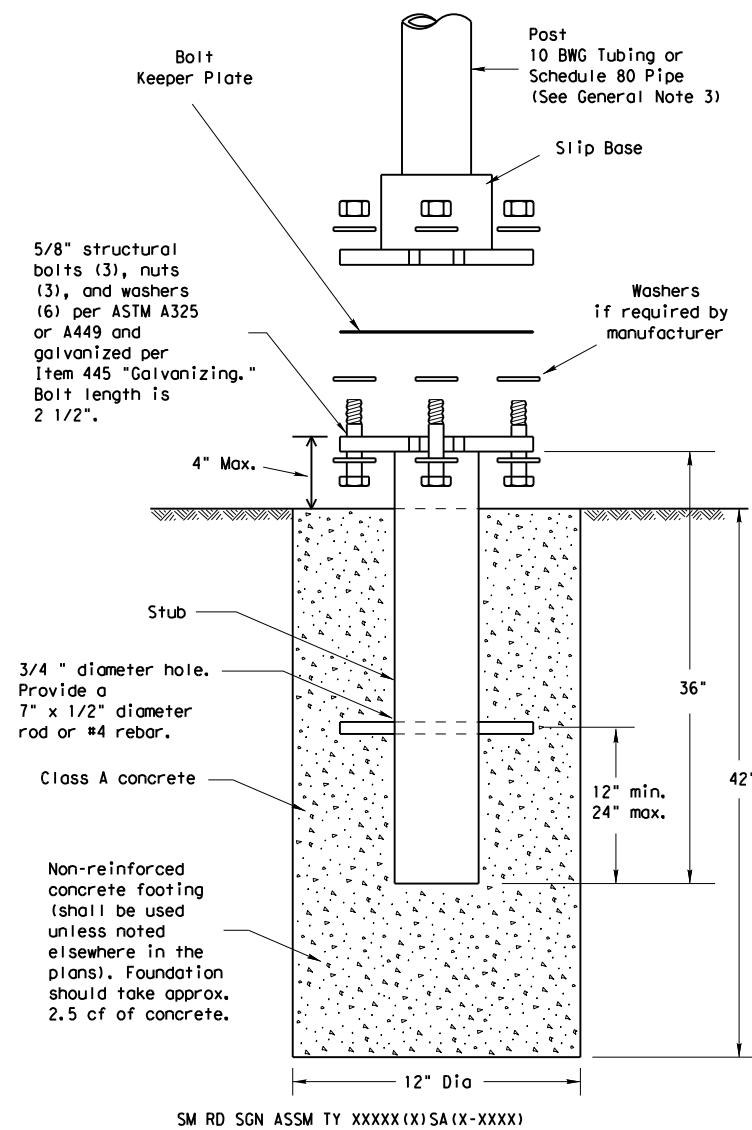 Post
10 BWG Tubing or
Schedule 80 Pipe
(See General Note 3)
Bolt
Keeper Plate
Slip Base
5/8" structural
bolts (3), nuts
(3), and washers
(6) per ASTM A325
or A449 and
galvanized per
Item 445 "Galvanizing."
Bolt length is
2 1/2".
Washers
if required by
manufacturer
4" Max.
Stub
3/4 " diameter hole.
Provide a
7" x 1/2" diameter
rod or #4 rebar.
36"
Class A concrete
12" min.
24" max.
42"
Non-reinforced
concrete footing
(shall be used
unless noted
elsewhere in the
plans). Foundation
should take approx.
2.5 cf of concrete.
12" Dia
SM RD SGN ASSM TY XXXXX(X)SA(X-XXXX)